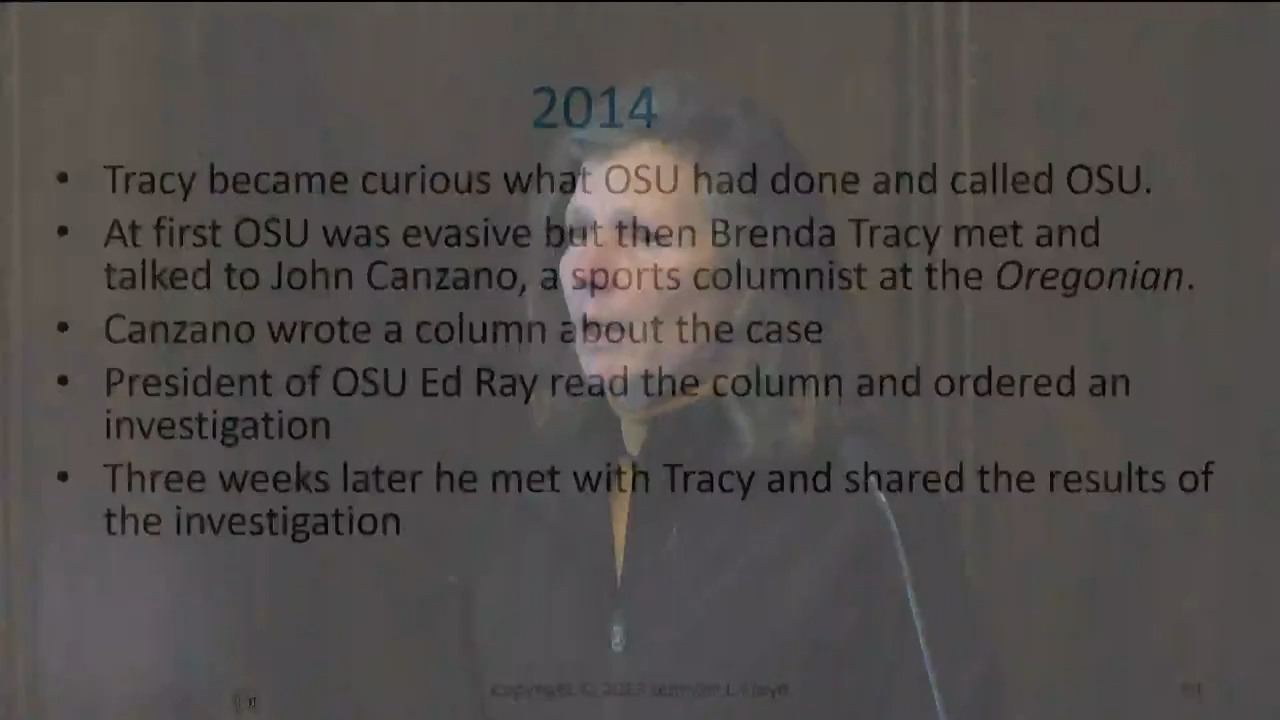 2014
• Tracy became curious what OSU had done and called OSU.
• At first OSU was evasive but then Brenda Tracy met and
talked to John Canzano, a sports columnist at the Oregonian.
• Canzano wrote a column about the case
• President of OSU Ed Ray read the column and ordered an
investigation
• Three weeks later he met with Tracy and shared the results of
the investigation
Copyright © Jennifer J.